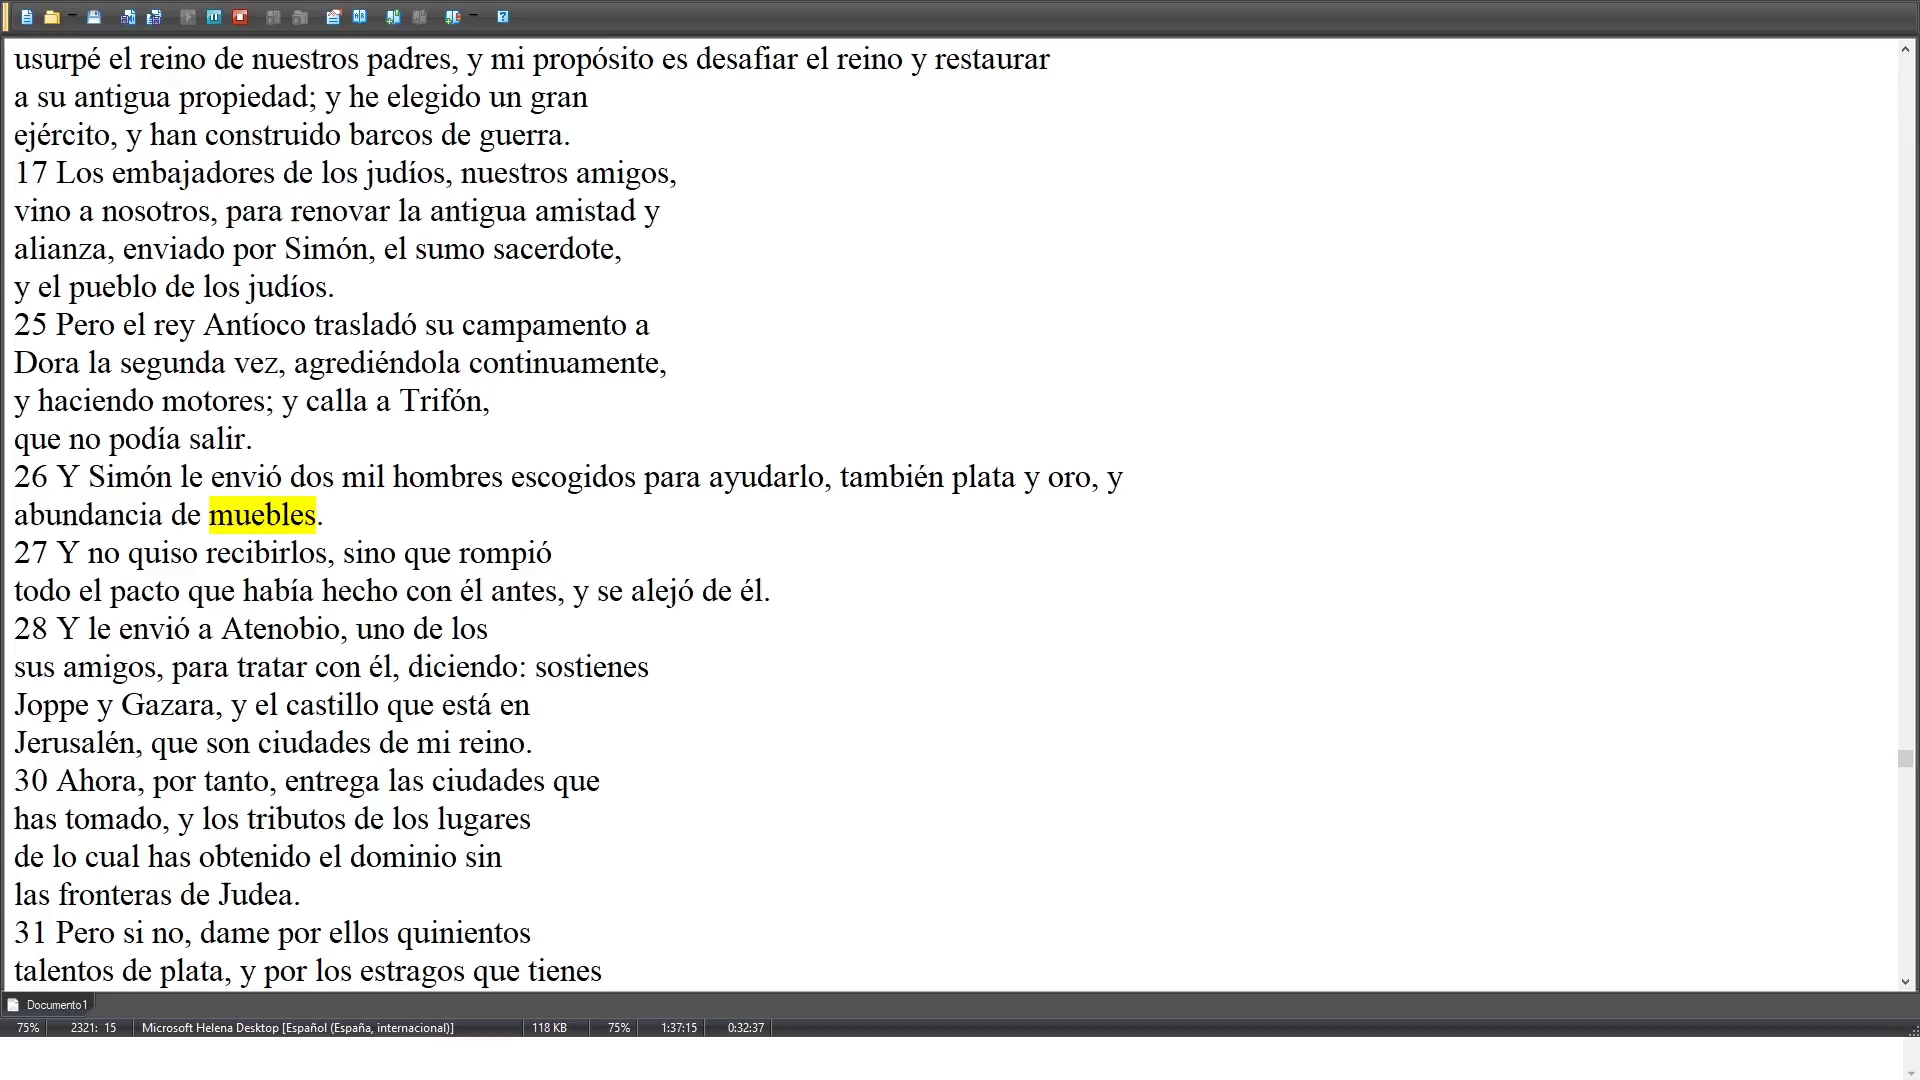 usurpé el reino de nuestros padres, y mi propósito es desafiar el reino y restaurar
a su antigua propiedad; y he elegido un gran
ejército, y han construido barcos de guerra.
17 Los embajadores de los judíos, nuestros amigos,
vino a nosotros, para renovar la antigua amistad y
alianza, enviado por Simón, el sumo sacerdote,
y el pueblo de los judíos.
25 Pero el rey Antíoco trasladó su campamento a
Dora la segunda vez, agrediéndola continuamente,
y haciendo motores; y calla a Trifón,
que no podía salir.
26 Y Simón le envió dos mil hombres escogidos para ayudarlo, también plata y oro, y
abundancia de muebles.
27 Y no quiso recibirlos, sino que rompió
todo el pacto que había hecho con él antes, y se alejó de él.
28 Y le envió a Atenobio, uno de los
sus amigos, para tratar con él, diciendo: sostienes
Joppe y Gazara, y el castillo que está en
Jerusalén, que son ciudades de mi reino.
30 Ahora, por tanto, entrega las ciudades que
has tomado, y los tributos de los lugares
de lo cual has obtenido el dominio sin
las fronteras de Judea.
31 Pero si no, dame por ellos quinientos
talentos de plata, y por los estragos que tienes
Documento1
75% 2321: 15 Microsoft Helena Desktop [Español (España, internacional)] 118 KB 75% 1:37:15 0:32:37